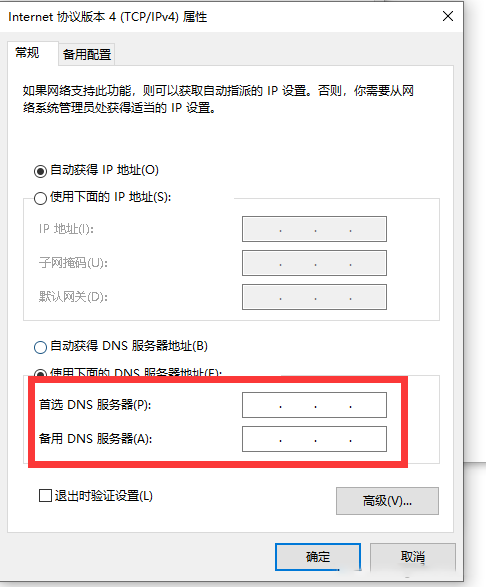 Internet 协议版本 4 (TCP/IPv4) 属性
常规
备用配置
如果网络支持此功能，则可以获取自动指派的 IP 设置。否则，你需要从网
络系统管理员处获得适当的 IP 设置。
自动获得 IP 地址(O)
使用下面的 IP 地址(S):
IP 地址(I):
子网掩码(U):
默认网关(D):
自动获得 DNS 服务器地址(B)
使用下面的 DNS 服务器地址(E):
首选 DNS 服务器(P):
备用 DNS 服务器(A):
退出时验证设置(L)
高级(V)...
确定
取消